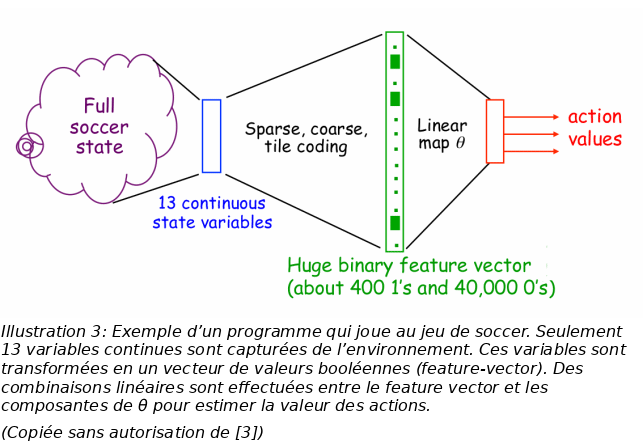 Full
soccer
state
13 continuous
state variables
Sparse, coarse,
tile coding
Linear
map θ
action
values
Huge binary feature vector
(about 400 1's and 40,000 0's)
Illustration 3: Exemple d'un programme qui joue au jeu de soccer. Seulement
13 variables continues sont capturées de l'environnement. Ces variables sont
transformées en un vecteur de valeurs booléennes (feature-vector). Des
combinaisons linéaires sont effectuées entre le feature vector et les
composantes de θ pour estimer la valeur des actions.
(Copiée sans autorisation de [3])